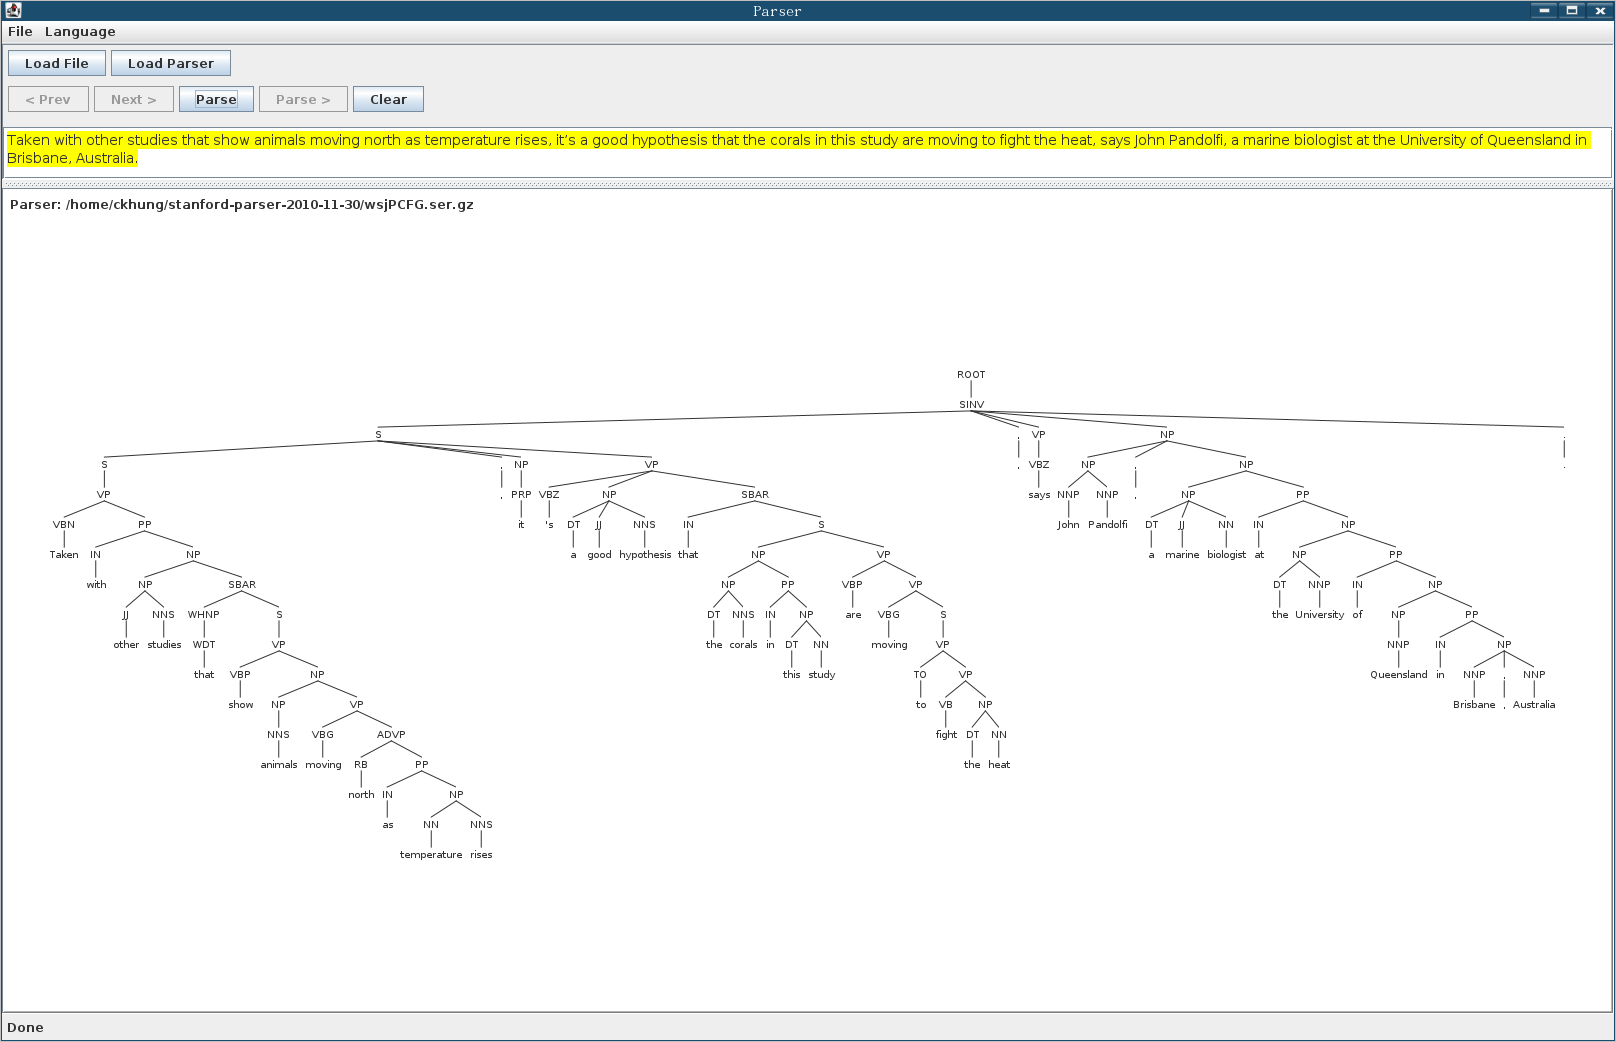 Parser
File Language
Load File Load Parser
< Prev Next > Parse Parse > Clear
Taken with other studies that show animals moving north as temperature rises, it’s a good hypothesis that the corals in this study are moving to fight the heat, says John Pandolfi, a marine biologist at the University of Queensland in
Brisbane, Australia.
Parser: /home/ckhung/stanford-parser-2010-11-30/wsjPCFG.ser.gz
ROOT
SINV
S , VP NP .
S , NP VP , VBZ NP , NP .
VP , PRP VBZ NP SBAR says NNP NNP , NP PP
VBN PP it 's DT JJ NNS IN S John Pandolfi DT JJ NN IN NP
Taken IN NP a good hypothesis that NP VP a marine biologist at NP PP
with NP SBAR NP PP VBP VP DT NNP IN NP
JJ NNS WHNP S DT NNS IN NP are VBG S the University of NP PP
other studies WDT VP the corals in DT NN moving VP NNP IN NP
that VBP NP this study TO VP Queensland in NNP , NNP
show NP VP to VB NP Brisbane , Australia
NNS VBG ADVP fight DT NN
animals moving RB PP the heat
north IN NP
as NN NNS
temperature rises
Done